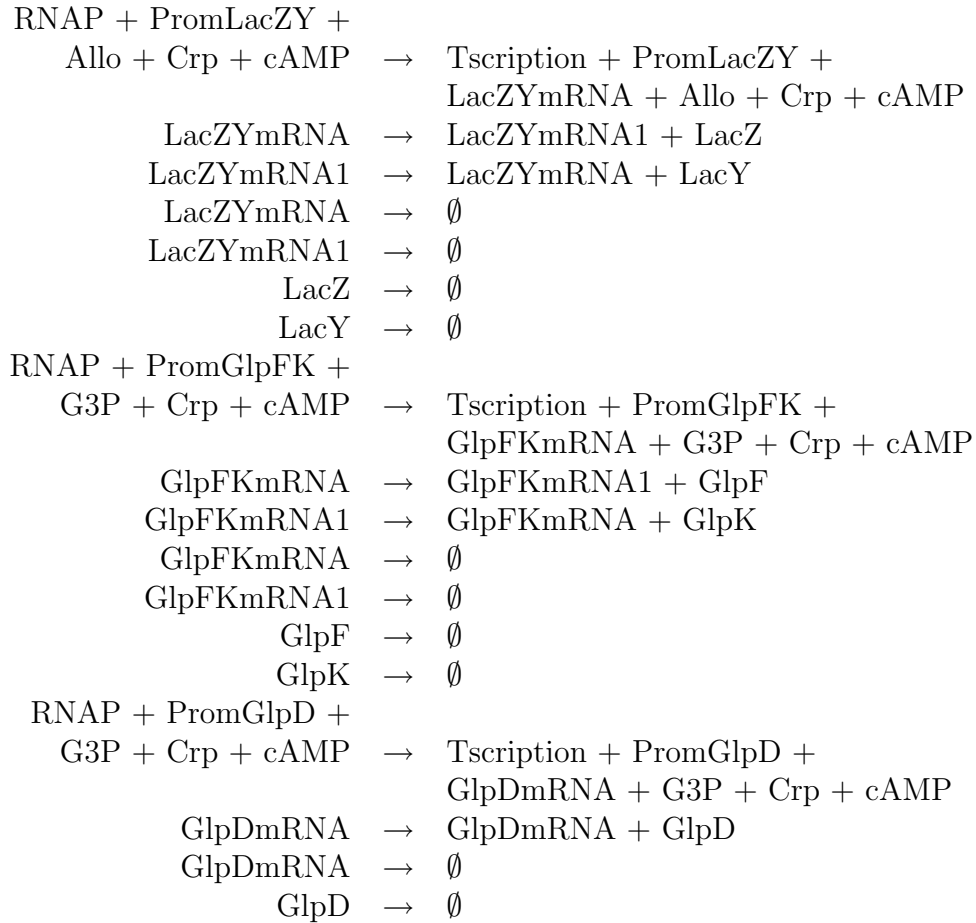 RNAP + PromLacZY +
Allo + Crp + cAMP → Tscription + PromLacZY +
LacZYmRNA + Allo + Crp + cAMP
LacZYmRNA → LacZYmRNA1 + LacZ
LacZYmRNA1 → LacZYmRNA + LacY
LacZYmRNA → ∅
LacZYmRNA1 → ∅
LacZ → ∅
LacY → ∅
RNAP + PromGlpFK +
G3P + Crp + cAMP → Tscription + PromGlpFK +
GlpFKmRNA + G3P + Crp + cAMP
GlpFKmRNA → GlpFKmRNA1 + GlpF
GlpFKmRNA1 → GlpFKmRNA + GlpK
GlpFKmRNA → ∅
GlpFKmRNA1 → ∅
GlpF → ∅
GlpK → ∅
RNAP + PromGlpD +
G3P + Crp + cAMP → Tscription + PromGlpD +
GlpDmRNA + G3P + Crp + cAMP
GlpDmRNA → GlpDmRNA + GlpD
GlpDmRNA → ∅
GlpD → ∅